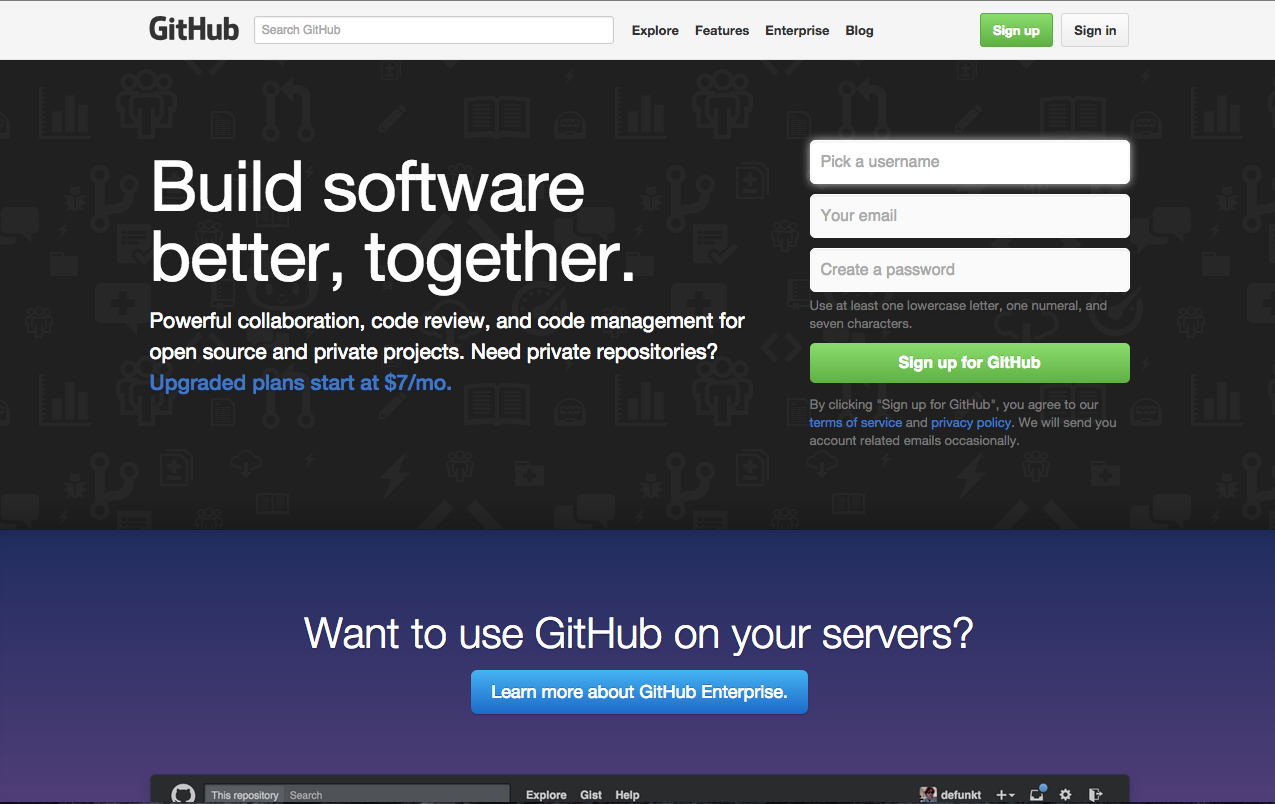 GitHub
Search GitHub
Explore Features Enterprise Blog
Sign up
Sign in
Build software
better, together.
Powerful collaboration, code review, and code management for
open source and private projects. Need private repositories?
Upgraded plans start at $7/mo.
Pick a username
Your email
Create a password
Use at least one lowercase letter, one numeral, and
seven characters.
Sign up for GitHub
By clicking "Sign up for GitHub", you agree to our
terms of service and privacy policy. We will send you
account related emails occasionally.
Want to use GitHub on your servers?
Learn more about GitHub Enterprise.
This repository Search Explore Gist Help defunkt